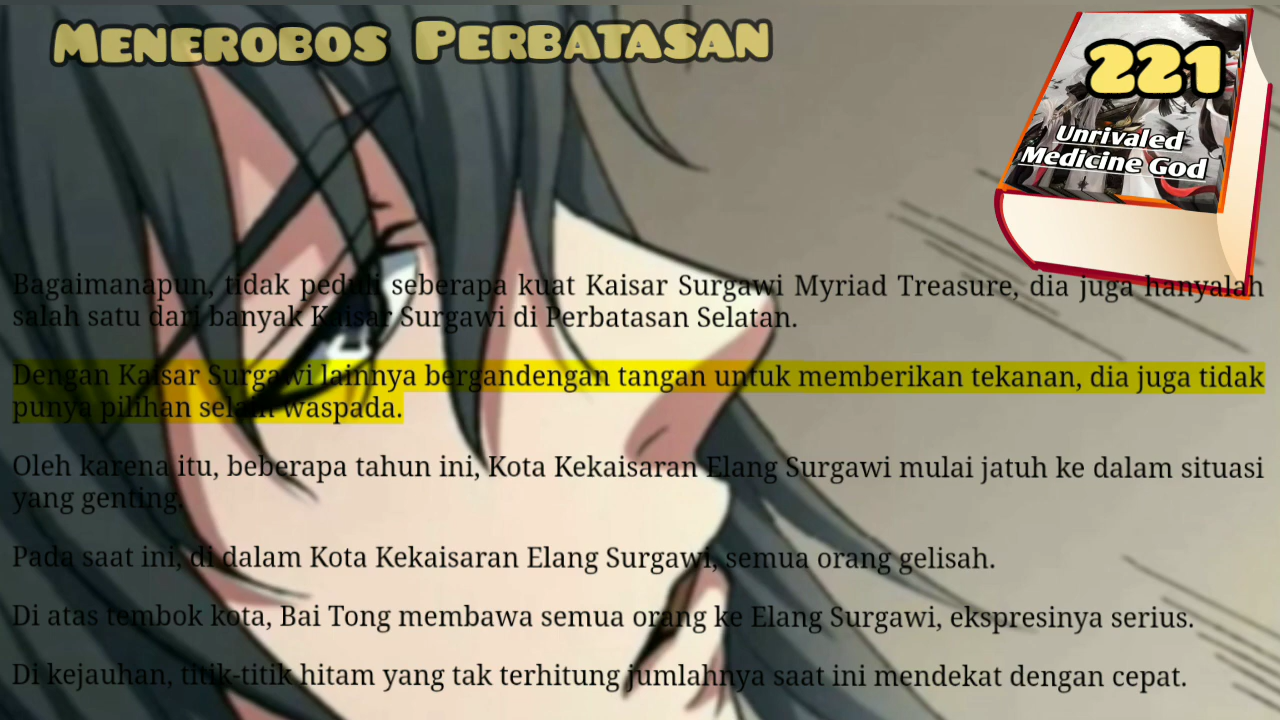 Menerobos Perbatasan
221
Unrivaled
Medicine God
Bagaimanapun, tidak peduli seberapa kuat Kaisar Surgawi Myriad Treasure, dia juga hanyalah
salah satu dari banyak Kaisar Surgawi di Perbatasan Selatan.
Dengan Kaisar Surgawi lainnya bergandengan tangan untuk memberikan tekanan, dia juga tidak
punya pilihan selain waspada.
Oleh karena itu, beberapa tahun ini, Kota Kekaisaran Elang Surgawi mulai jatuh ke dalam situasi
yang genting.
Pada saat ini, di dalam Kota Kekaisaran Elang Surgawi, semua orang gelisah.
Di atas tembok kota, Bai Tong membawa semua orang ke Elang Surgawi, ekspresinya serius.
Di kejauhan, titik-titik hitam yang tak terhitung jumlahnya saat ini mendekat dengan cepat.